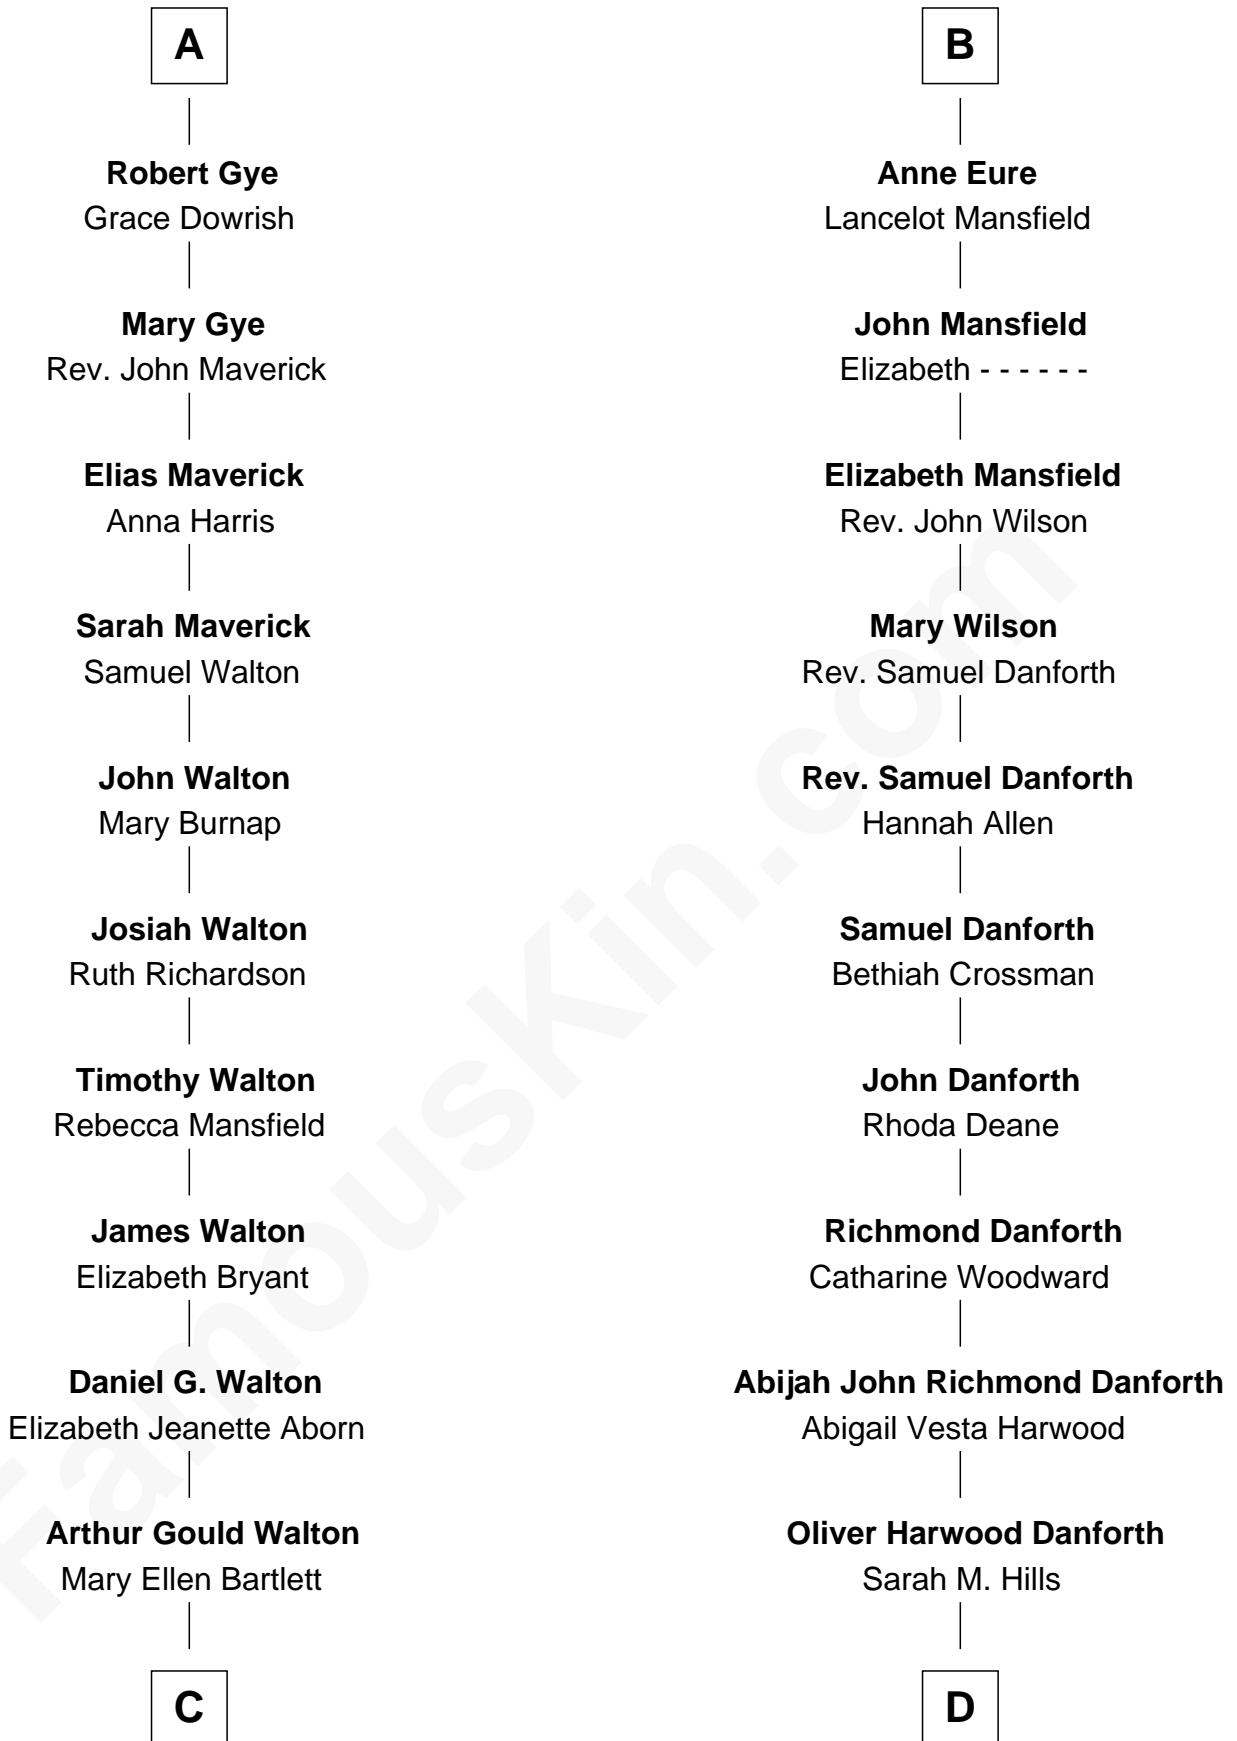 A
Robert Gye
Grace Dowrish
Mary Gye
Rev. John Maverick
Elias Maverick
Anna Harris
Sarah Maverick
Samuel Walton
John Walton
Mary Burnap
Josiah Walton
Ruth Richardson
Timothy Walton
Rebecca Mansfield
James Walton
Elizabeth Bryant
Daniel G. Walton
Elizabeth Jeanette Aborn
Arthur Gould Walton
Mary Ellen Bartlett
C
B
Anne Eure
Lancelot Mansfield
John Mansfield
Elizabeth - - - - - -
Elizabeth Mansfield
Rev. John Wilson
Mary Wilson
Rev. Samuel Danforth
Rev. Samuel Danforth
Hannah Allen
Samuel Danforth
Bethiah Crossman
John Danforth
Rhoda Deane
Richmond Danforth
Catharine Woodward
Abijah John Richmond Danforth
Abigail Vesta Harwood
Oliver Harwood Danforth
Sarah M. Hills
D
FamousKin.com